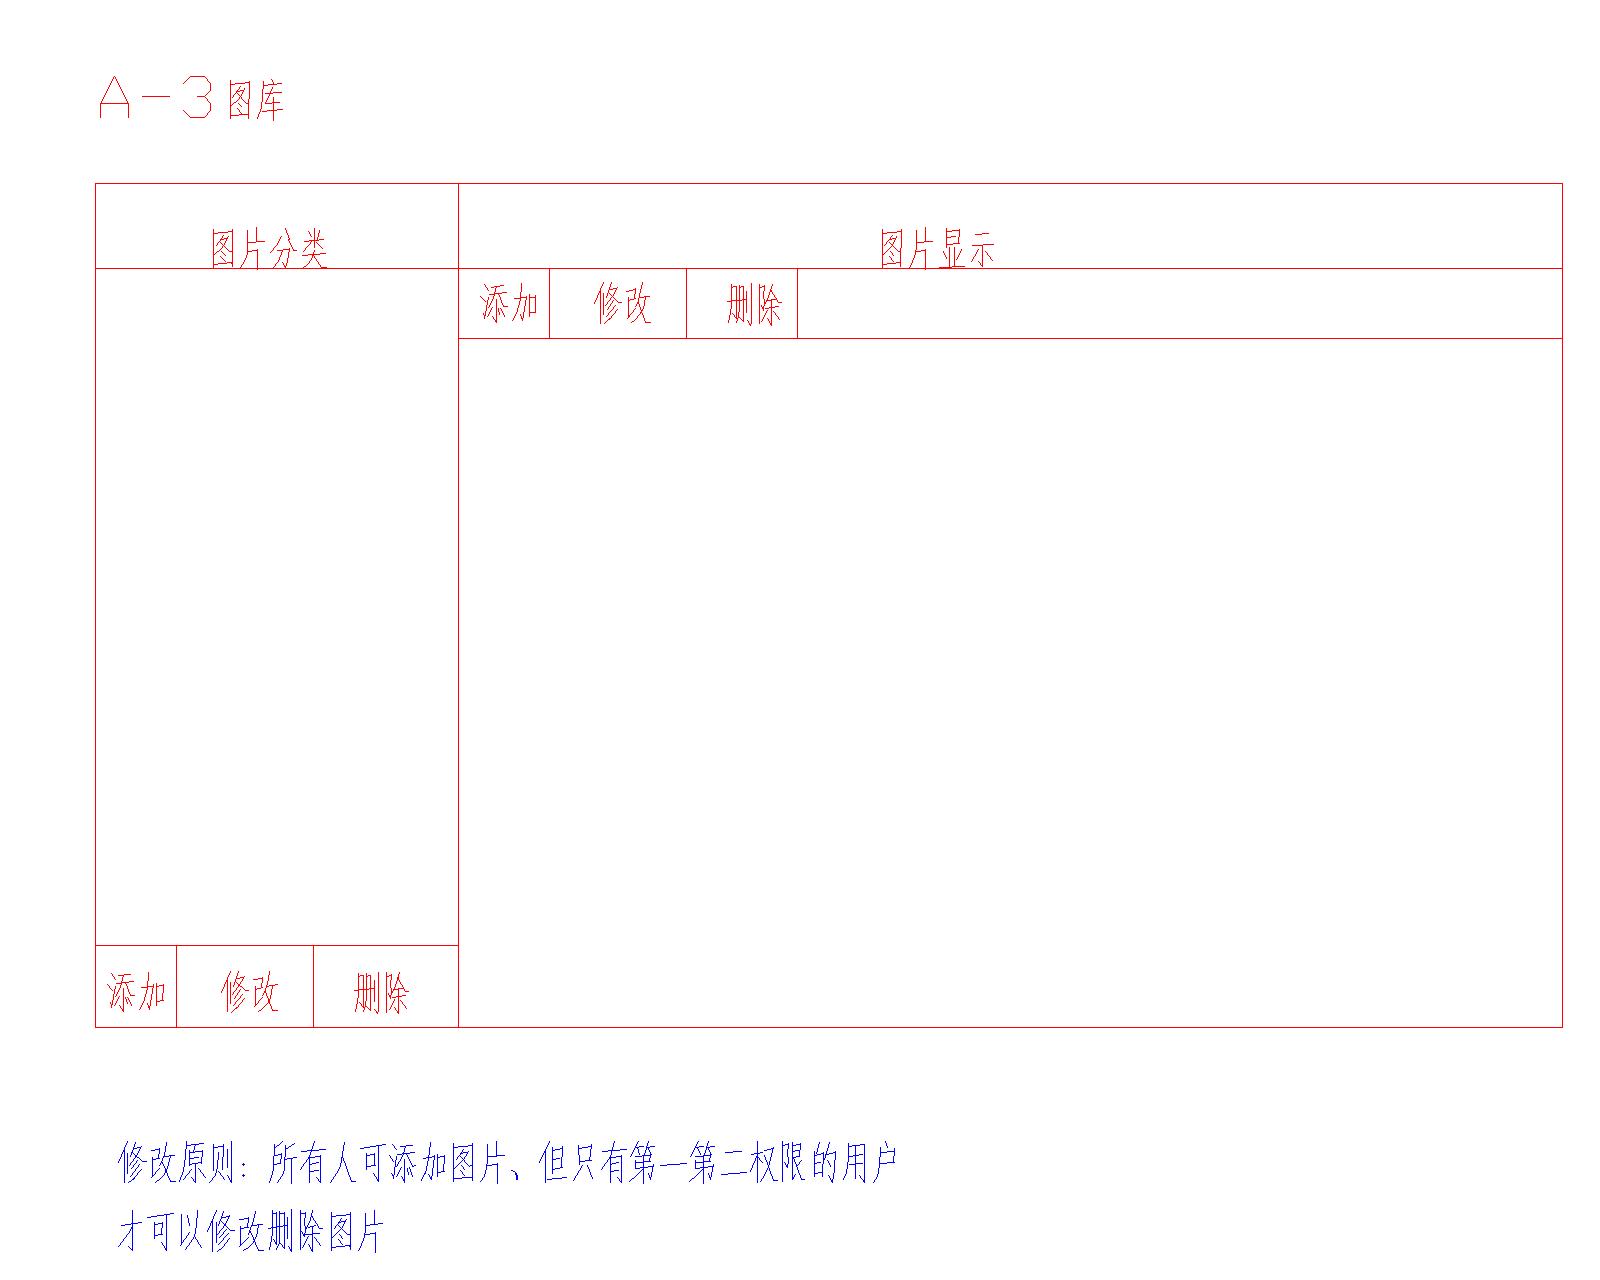 A-3图库
图片分类
图片显示
添加 修改 删除
添加 修改 删除
修改原则：所有人可添加图片、但只有第一第二权限的用户
才可以修改删除图片